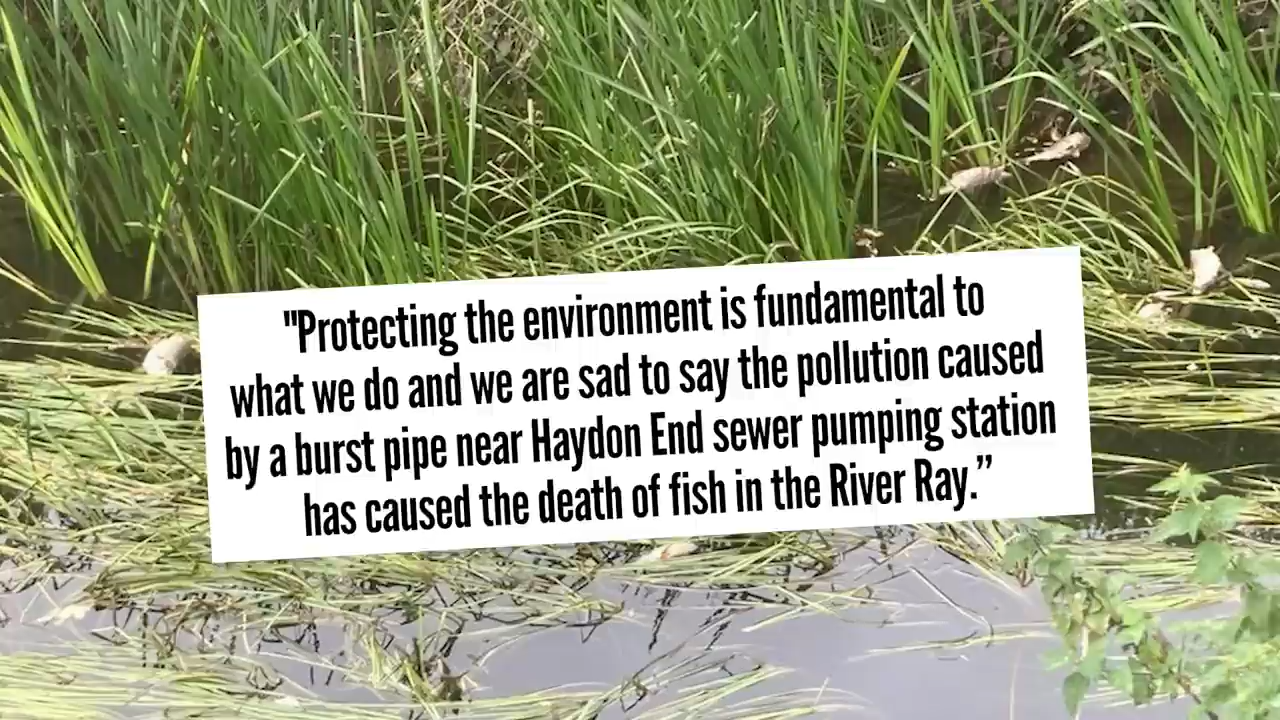 "Protecting the environment is fundamental to
what we do and we are sad to say the pollution caused
by a burst pipe near Haydon End sewer pumping station
has caused the death of fish in the River Ray.”